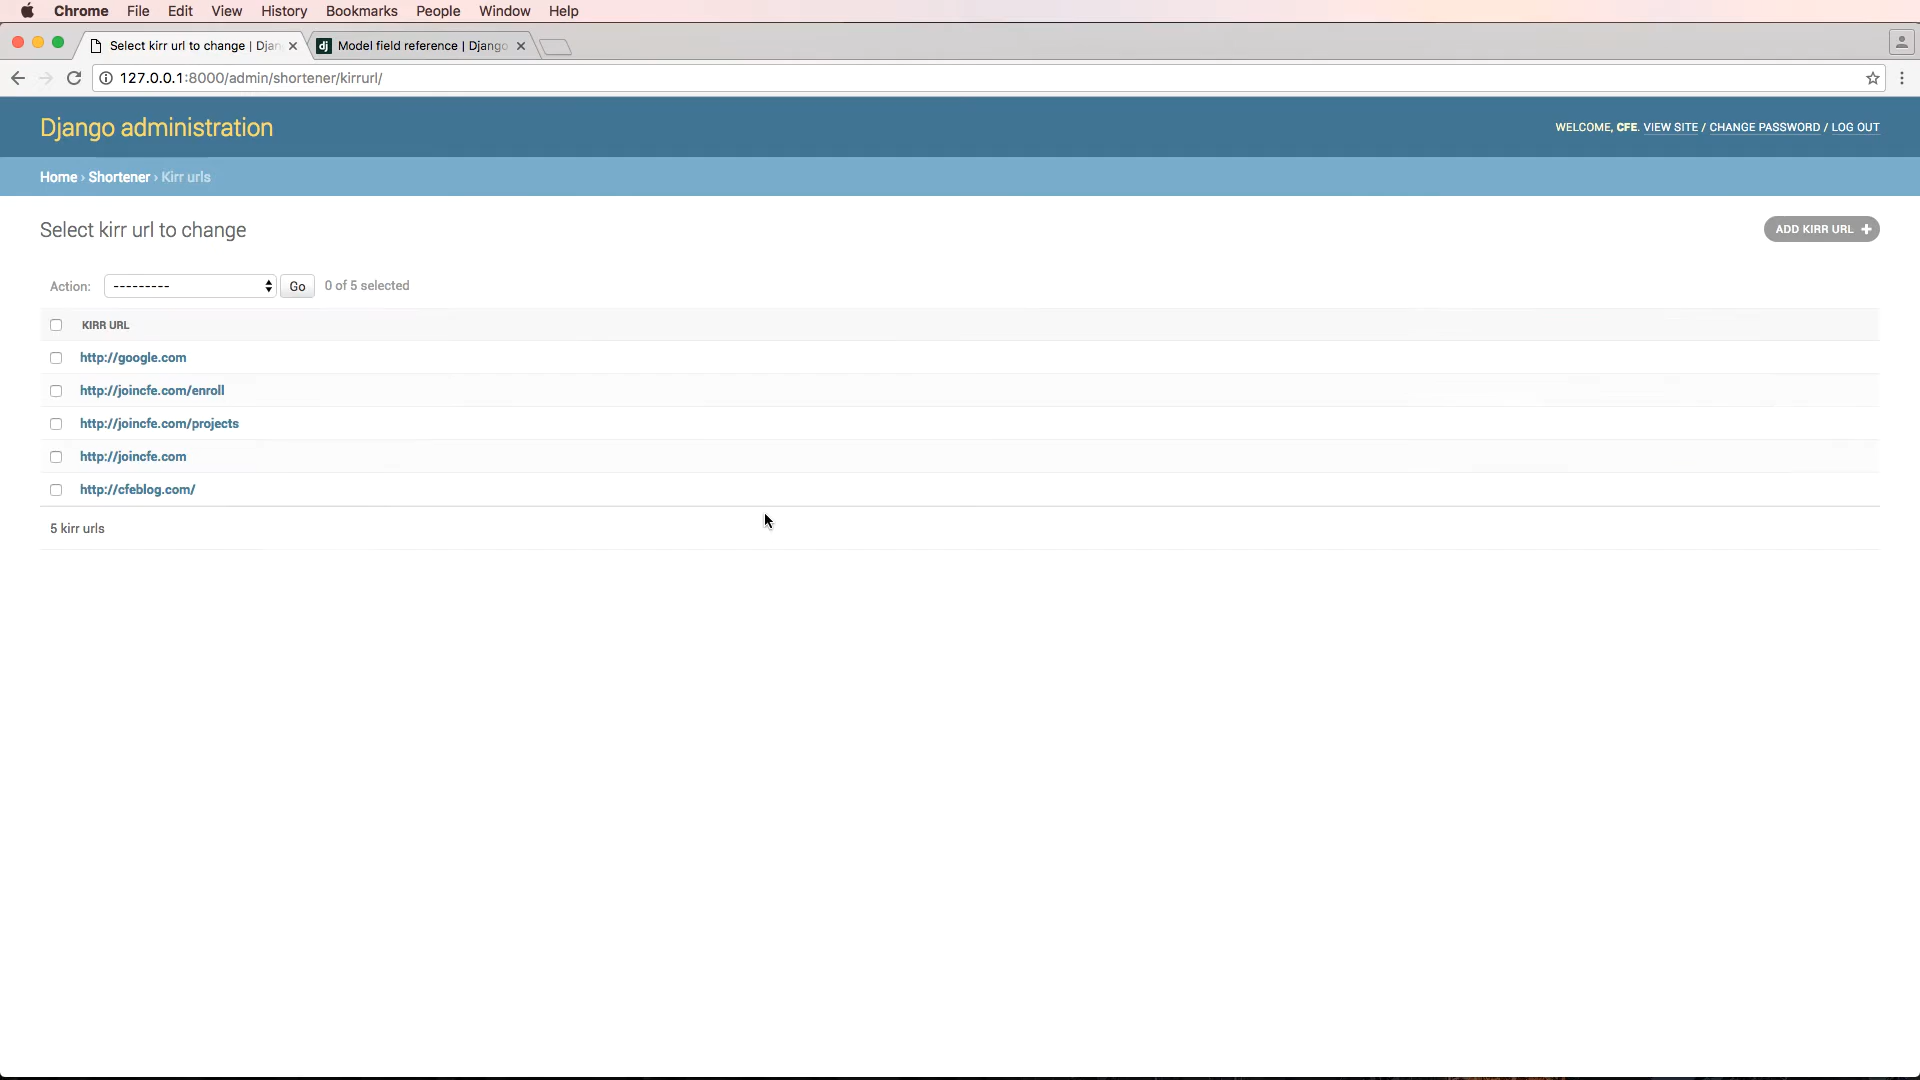 Chrome File Edit View History Bookmarks People Window Help
Select kirr url to change | Djan
Model field reference | Django
127.0.0.1:8000/admin/shortener/kirrurl/
Django administration
WELCOME, CFE. VIEW SITE / CHANGE PASSWORD / LOG OUT
Home › Shortener › Kirr urls
Select kirr url to change
ADD KIRR URL +
Action: --------- Go 0 of 5 selected
KIRR URL
http://google.com
http://joincfe.com/enroll
http://joincfe.com/projects
http://joincfe.com
http://cfeblog.com/
5 kirr urls